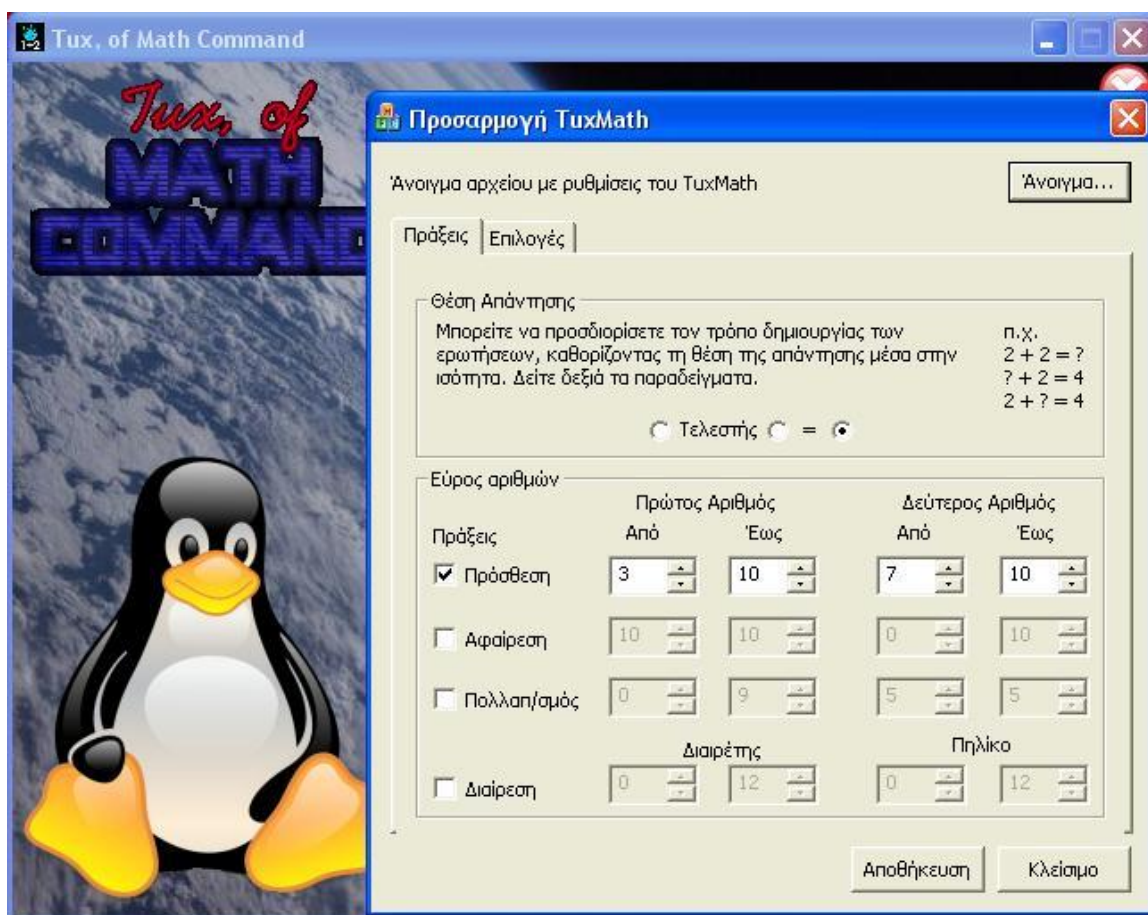 Tux, of Math Command
Tux, of
MATH
COMMAND
Προσαρμογή TuxMath
Άνοιγμα αρχείου με ρυθμίσεις του TuxMath
Άνοιγμα...
Πράξεις Επιλογές
Θέση Απάντησης
Μπορείτε να προσδιορίσετε τον τρόπο δημιουργίας των
ερωτήσεων, καθορίζοντας τη θέση της απάντησης μέσα στην
ισότητα. Δείτε δεξιά τα παραδείγματα.
π.χ.
2 + 2 = ?
? + 2 = 4
2 + ? = 4
Τελεστής =
Εύρος αριθμών
Πρώτος Αριθμός Δεύτερος Αριθμός
Πράξεις Από Έως Από Έως
Πρόσθεση 3 10 7 10
Αφαίρεση 10 10 0 10
Πολλαπ/σμός 0 9 5 5
Διαιρέτης Πηλίκο
Διαίρεση 0 12 0 12
Αποθήκευση Κλείσιμο